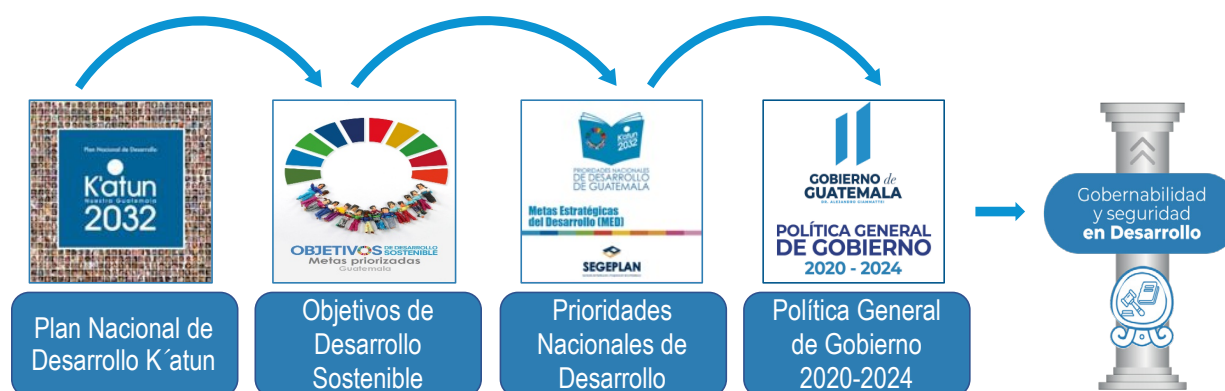 Plan Nacional de Desarrollo
K'atun
Nuestra Guatemala
2032
OBJETIVOS DE DESARROLLO SOSTENIBLE
Metas priorizadas
Guatemala
K'atun
2032
PRIORIDADES NACIONALES
DE DESARROLLO
DE GUATEMALA
Metas Estratégicas
del Desarrollo (MED)
SEGEPLAN
GOBIERNO de
GUATEMALA
DR. ALEJANDRO GIAMMATTEI
POLÍTICA GENERAL
DE GOBIERNO
2020 - 2024
Gobernabilidad
y seguridad
en Desarrollo
Plan Nacional de
Desarrollo K´atun
Objetivos de
Desarrollo
Sostenible
Prioridades
Nacionales de
Desarrollo
Política General
de Gobierno
2020-2024